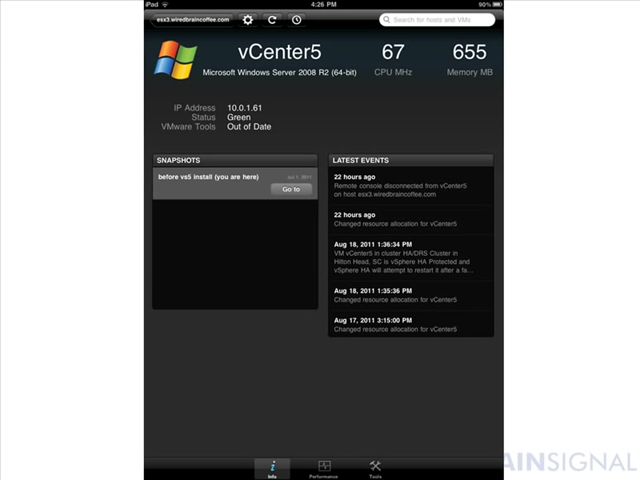 iPad 4:26 PM 90%
esx3.wiredbraincoffee.com Search for hosts and VMs
vCenter5 67 655
Microsoft Windows Server 2008 R2 (64-bit) CPU MHz Memory MB
IP Address 10.0.1.61
Status Green
VMware Tools Out of Date
SNAPSHOTS
before vs5 install (you are here) Jul 1, 2011
Go to
LATEST EVENTS
22 hours ago
Remote console disconnected from vCenter5
on host esx3.wiredbraincoffee.com
22 hours ago
Changed resource allocation for vCenter5
Aug 18, 2011 1:36:34 PM
VM vCenter5 in cluster HA/DRS Cluster in
Hilton Head, SC is vSphere HA Protected and
vSphere HA will attempt to restart it after a fa...
Aug 18, 2011 1:35:36 PM
Changed resource allocation for vCenter5
Aug 17, 2011 3:15:00 PM
Changed resource allocation for vCenter5
Info Performance Tools
AINSIGNAL